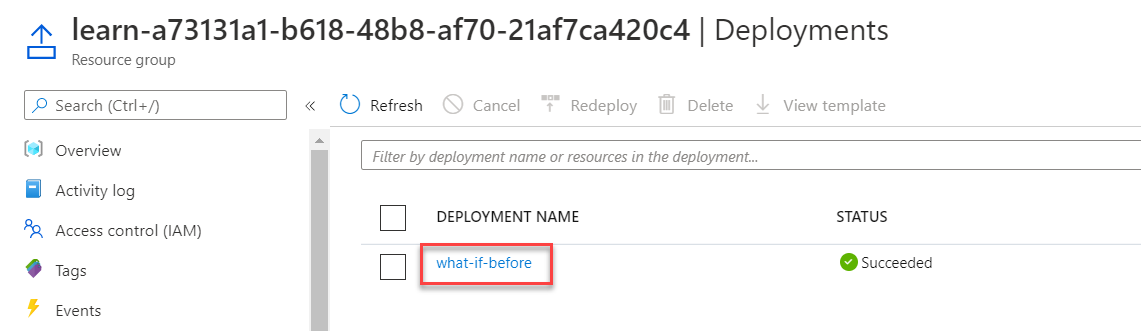 learn-a73131a1-b618-48b8-af70-21af7ca420c4 | Deployments
Resource group
Search (Ctrl+/)
«
Refresh
Cancel
Redeploy
Delete
View template
Overview
Activity log
Access control (IAM)
Tags
Events
Filter by deployment name or resources in the deployment...
DEPLOYMENT NAME
STATUS
what-if-before
Succeeded